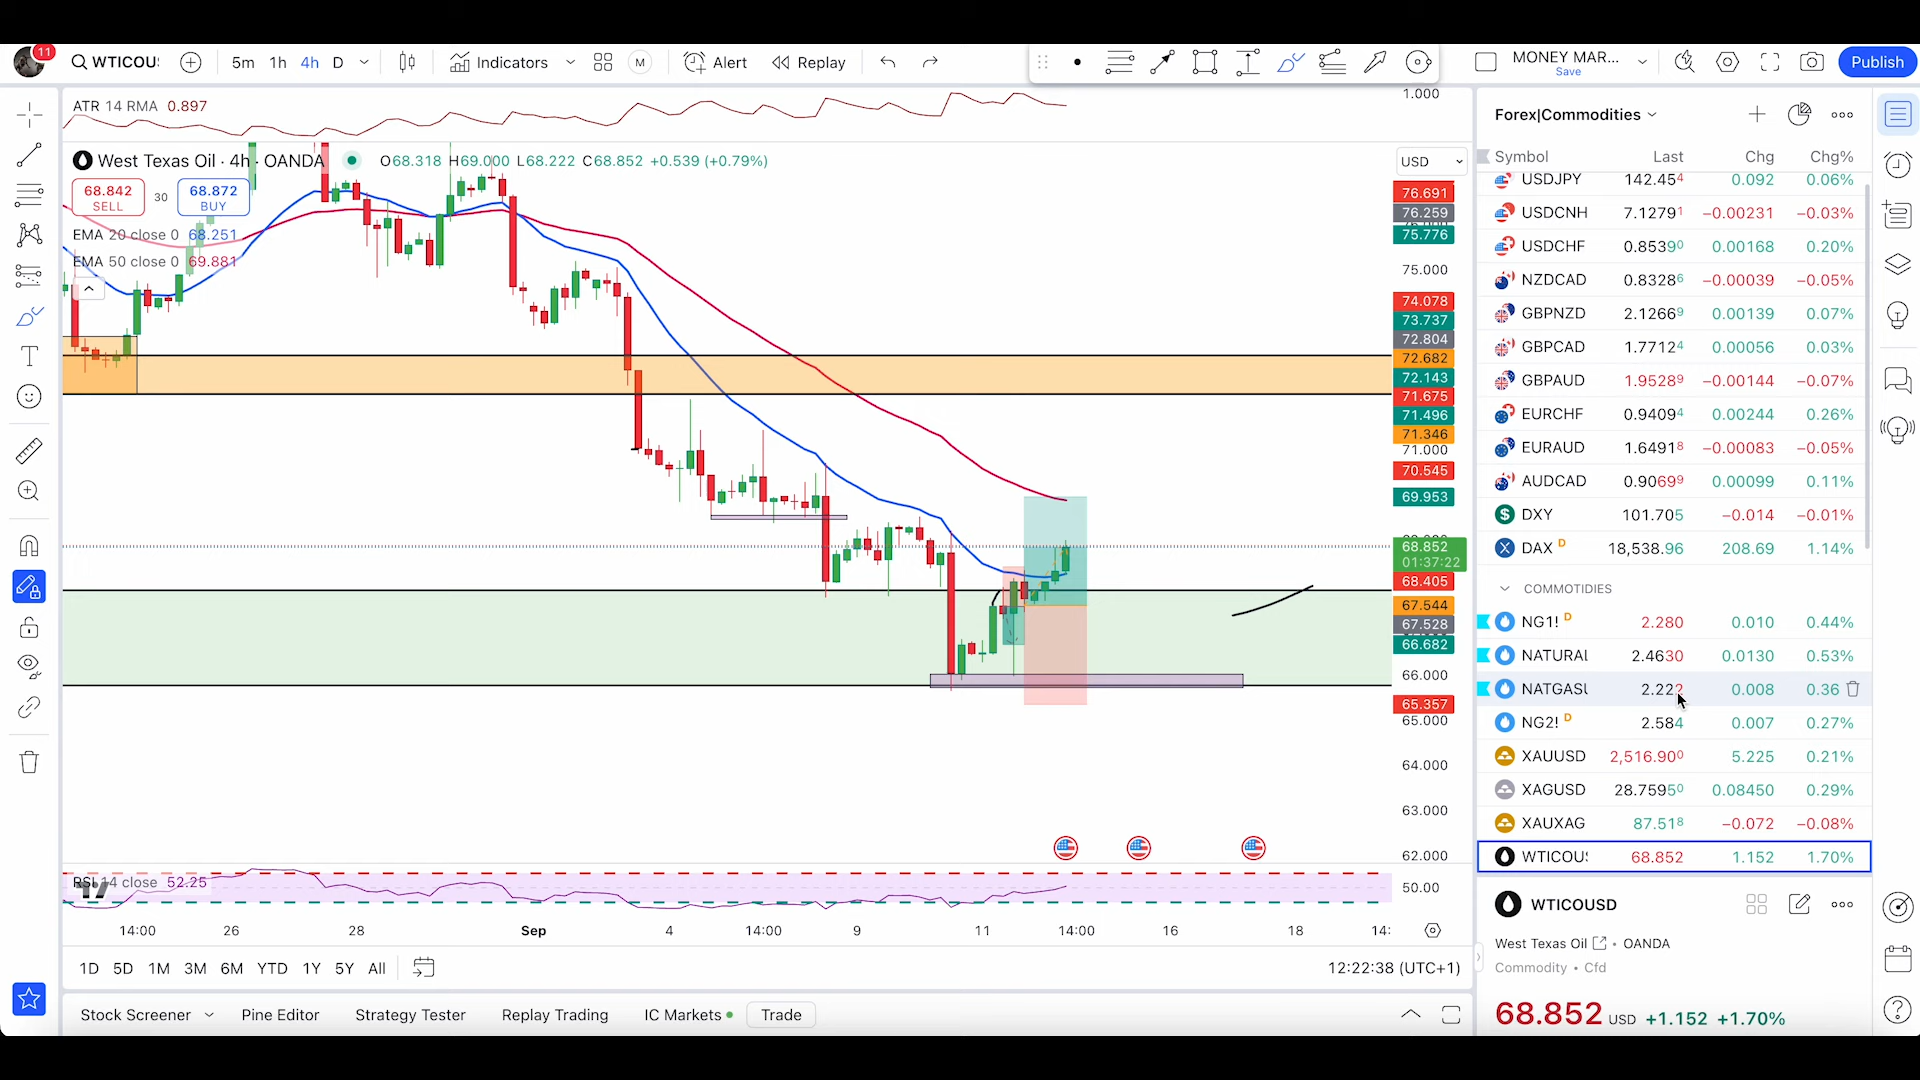 11
WTICOU:
5m 1h 4h D
Indicators
M
Alert
Replay
MONEY MAR...
Save
Publish
ATR 14 RMA 0.897
West Texas Oil · 4h · OANDA O68.318 H69.000 L68.222 C68.852 +0.539 (+0.79%)
68.842
SELL
30
68.872
BUY
EMA 20 close 0 68.251
EMA 50 close 0 69.881
RSI 14 close 52.25
1.000
USD
76.691
76.259
75.776
75.000
74.078
73.737
72.804
72.682
72.143
71.675
71.496
71.346
71.000
70.545
69.953
68.852
01:37:22
68.405
67.544
67.528
66.682
66.000
65.357
65.000
64.000
63.000
62.000
50.00
14:00 26 28 Sep 4 14:00 9 11 14:00 16 18 14:
1D 5D 1M 3M 6M YTD 1Y 5Y All
12:22:38 (UTC+1)
Stock Screener Pine Editor Strategy Tester Replay Trading IC Markets Trade
Forex|Commodities
Symbol Last Chg Chg%
USDJPY 142.454 0.092 0.06%
USDCNH 7.12791 −0.00231 −0.03%
USDCHF 0.85390 0.00168 0.20%
NZDCAD 0.83286 −0.00039 −0.05%
GBPNZD 2.12669 0.00139 0.07%
GBPCAD 1.77124 0.00056 0.03%
GBPAUD 1.95289 −0.00144 −0.07%
EURCHF 0.94094 0.00244 0.26%
EURAUD 1.64918 −0.00083 −0.05%
AUDCAD 0.90699 0.00099 0.11%
DXY 101.705 −0.014 −0.01%
DAX D 18,538.96 208.69 1.14%
COMMOTIDIES
NG1! D 2.280 0.010 0.44%
NATURAL 2.4630 0.0130 0.53%
NATGASU 2.222 0.008 0.36
NG2! D 2.584 0.007 0.27%
XAUUSD 2,516.900 5.225 0.21%
XAGUSD 28.75950 0.08450 0.29%
XAUXAG 87.518 −0.072 −0.08%
WTICOUS 68.852 1.152 1.70%
WTICOUSD
West Texas Oil • OANDA
Commodity • Cfd
68.852 USD +1.152 +1.70%